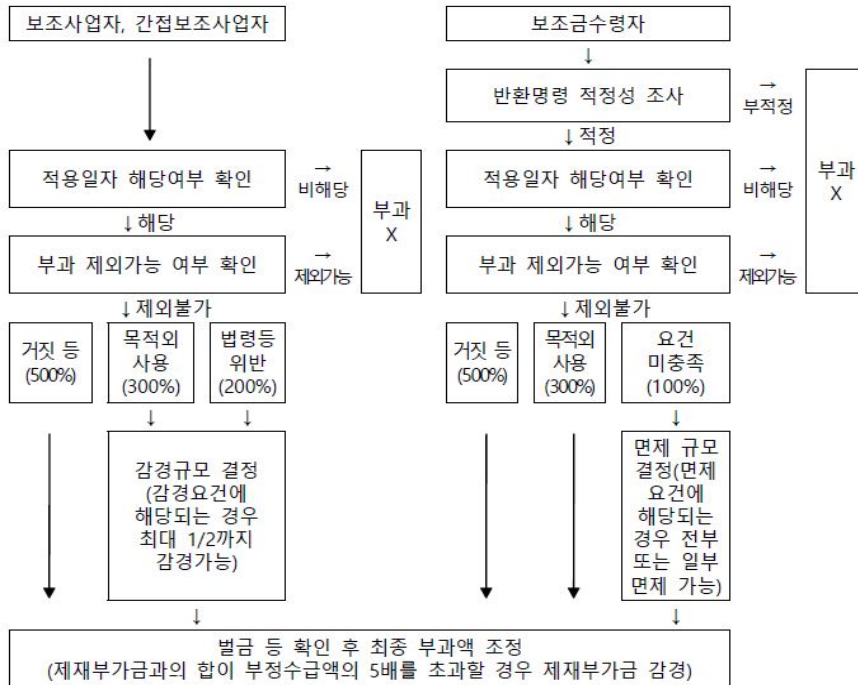 보조사업자, 간접보조사업자
보조금수령자
↓
반환명령 적정성 조사
→
부적정
↓적정
적용일자 해당여부 확인
→
비해당
부과
X
적용일자 해당여부 확인
→
비해당
부과
X
↓해당
↓해당
부과 제외가능 여부 확인
→
제외가능
부과 제외가능 여부 확인
→
제외가능
↓제외불가
↓제외불가
거짓 등
(500%)
목적외
사용
(300%)
법령등
위반
(200%)
거짓 등
(500%)
목적외
사용
(300%)
요건
미충족
(100%)
↓
↓
↓
감경규모 결정
(감경요건에
해당되는 경우
최대 1/2까지
감경가능)
면제 규모
결정(면제
요건에
해당되는
경우 전부
또는 일부
면제 가능)
↓
↓
벌금 등 확인 후 최종 부과액 조정
(제재부가금과의 합이 부정수급액의 5배를 초과할 경우 제재부가금 감경)